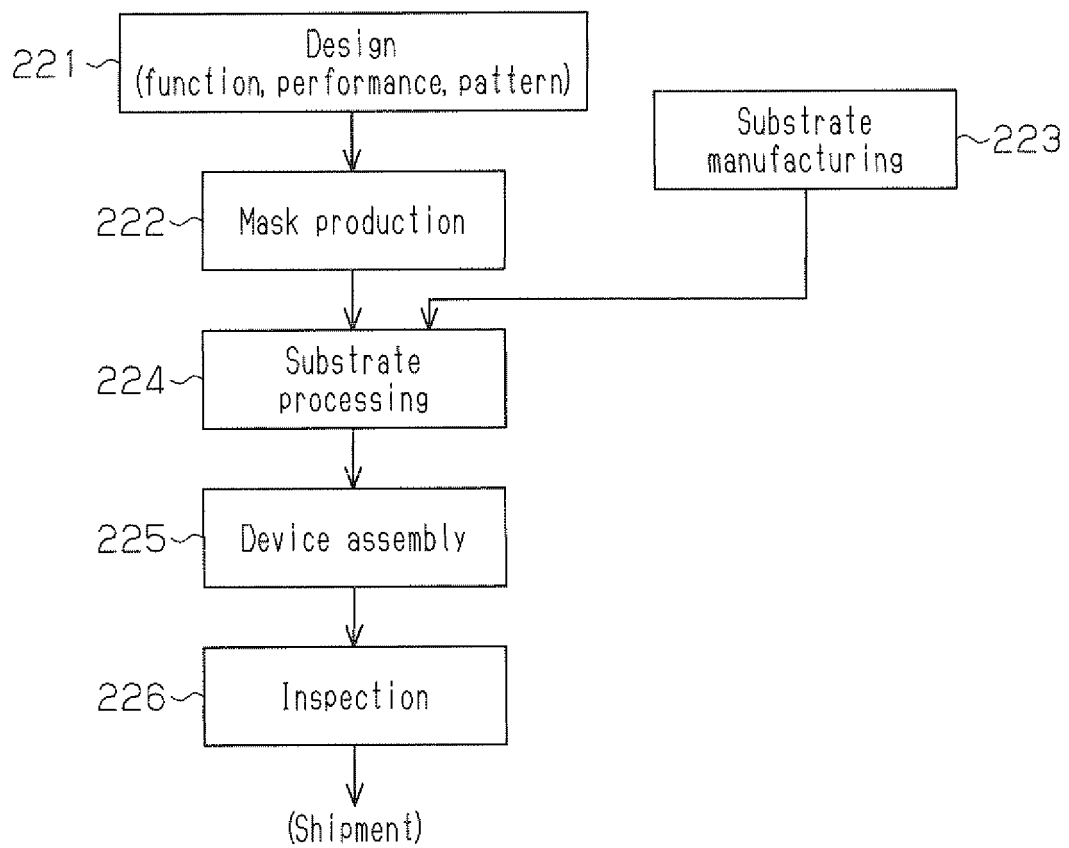 221
Design
(function, performance, pattern)
Substrate
manufacturing
223
222
Mask production
224
Substrate
processing
225
Device assembly
226
Inspection
(Shipment)